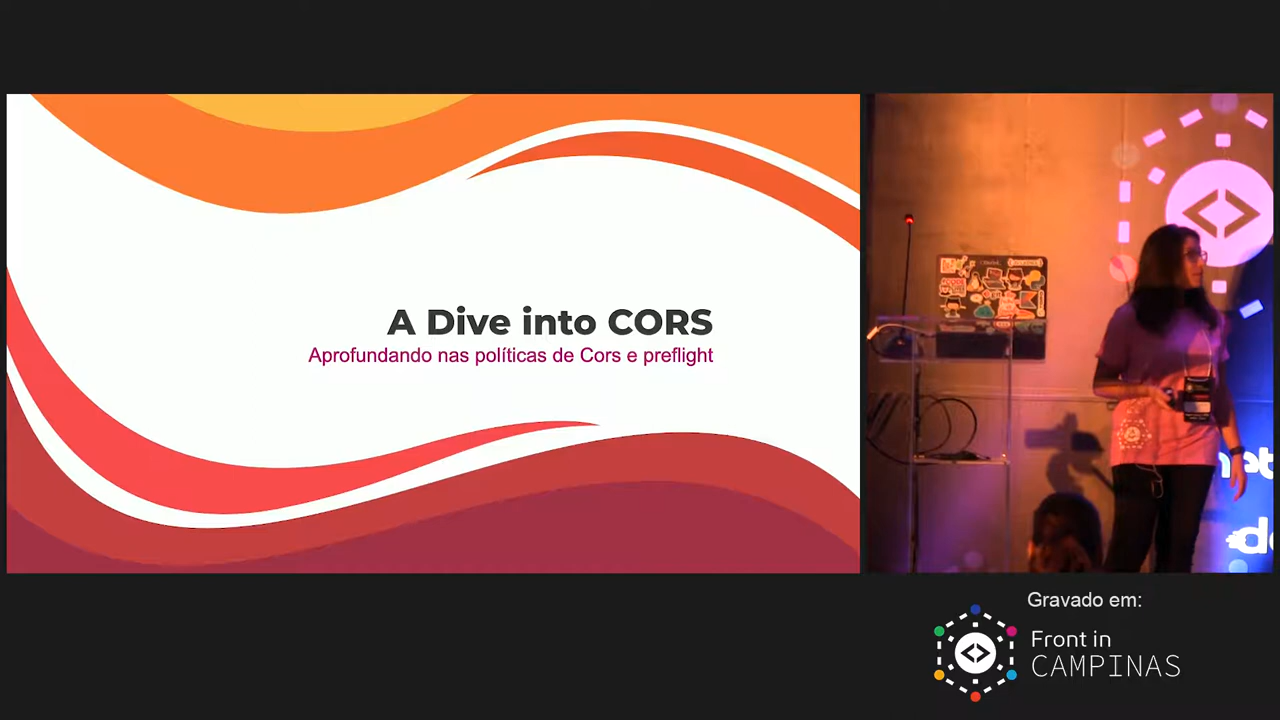 A Dive into CORS
Aprofundando nas políticas de Cors e preflight
Gravado em:
Front in
CAMPINAS